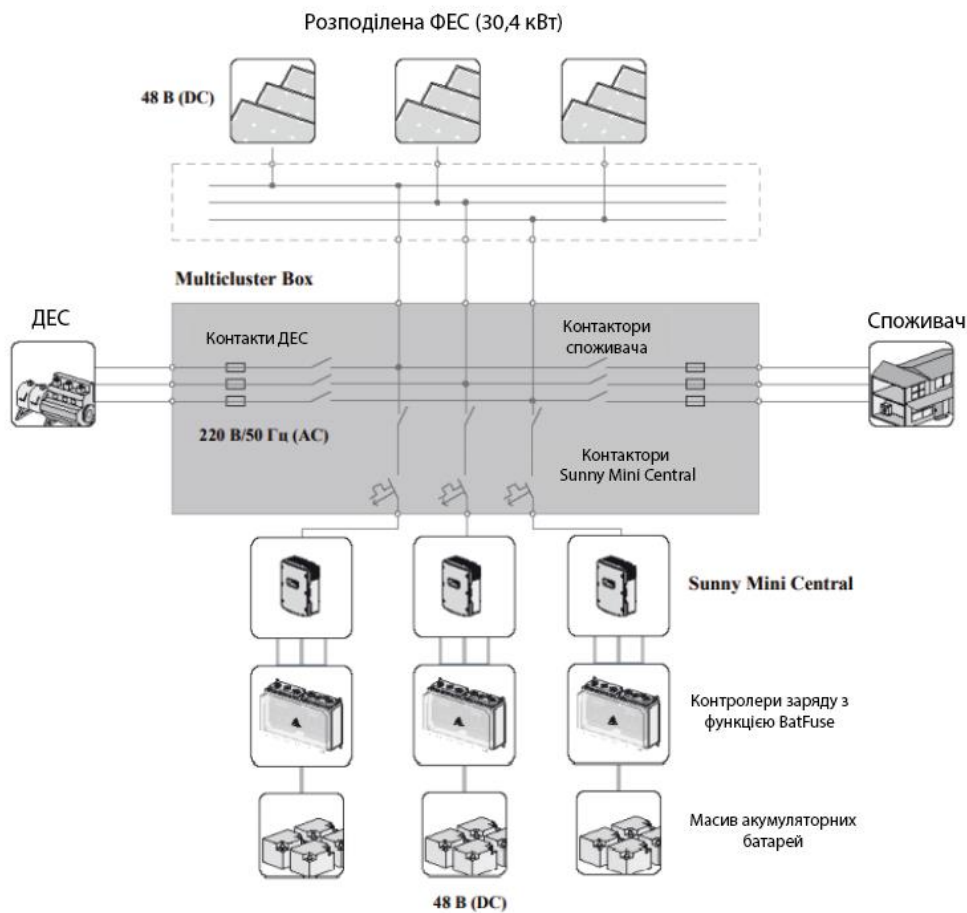 Розподілена ФЕС (30,4 кВт)
48 В (DC)
Multicluster Box
ДЕС
Контакти ДЕС
Контактори
споживача
Споживач
220 В/50 Гц (AC)
Контактори
Sunny Mini Central
Sunny Mini Central
Контролери заряду з
функцією BatFuse
Масив акумуляторних
батарей
48 В (DC)